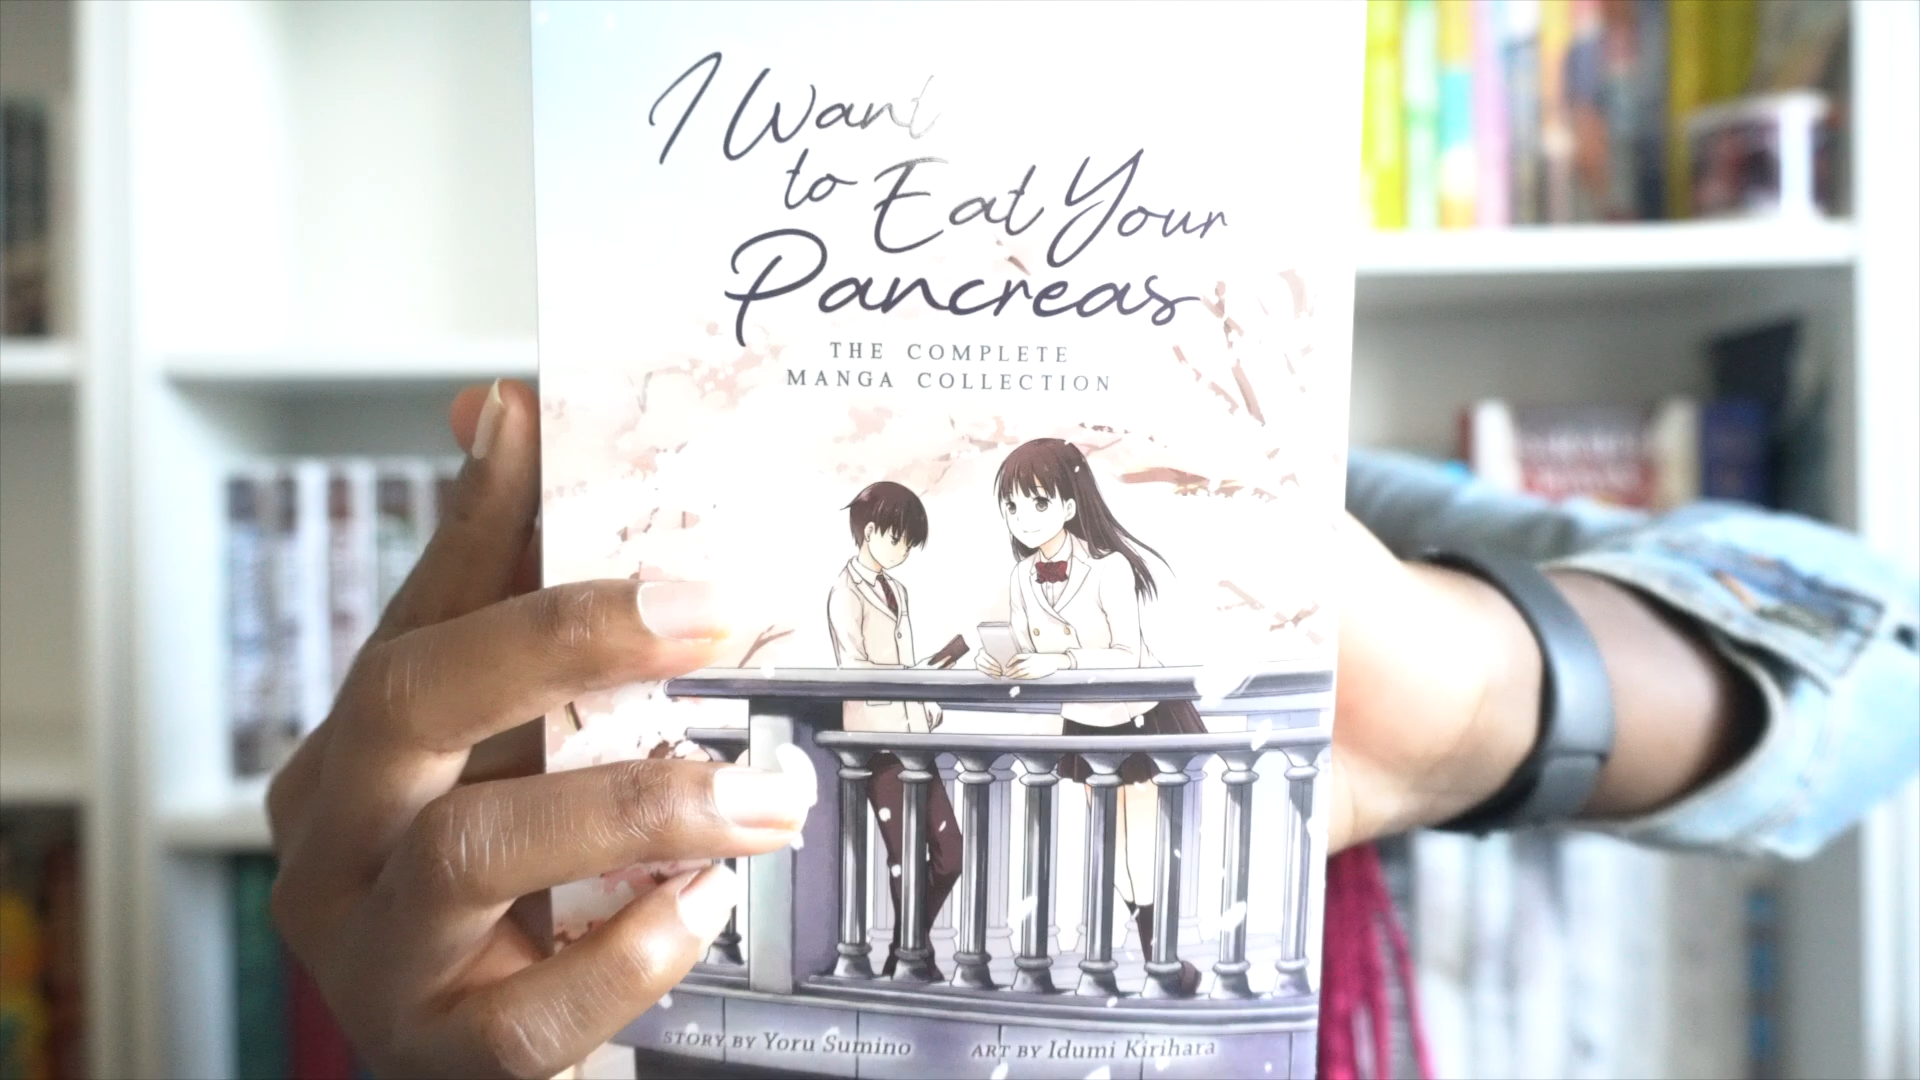 I Want
to Eat Your
Pancreas
THE COMPLETE
MANGA COLLECTION
STORY BY Yoru Sumino
ART BY Idumi Kirihara